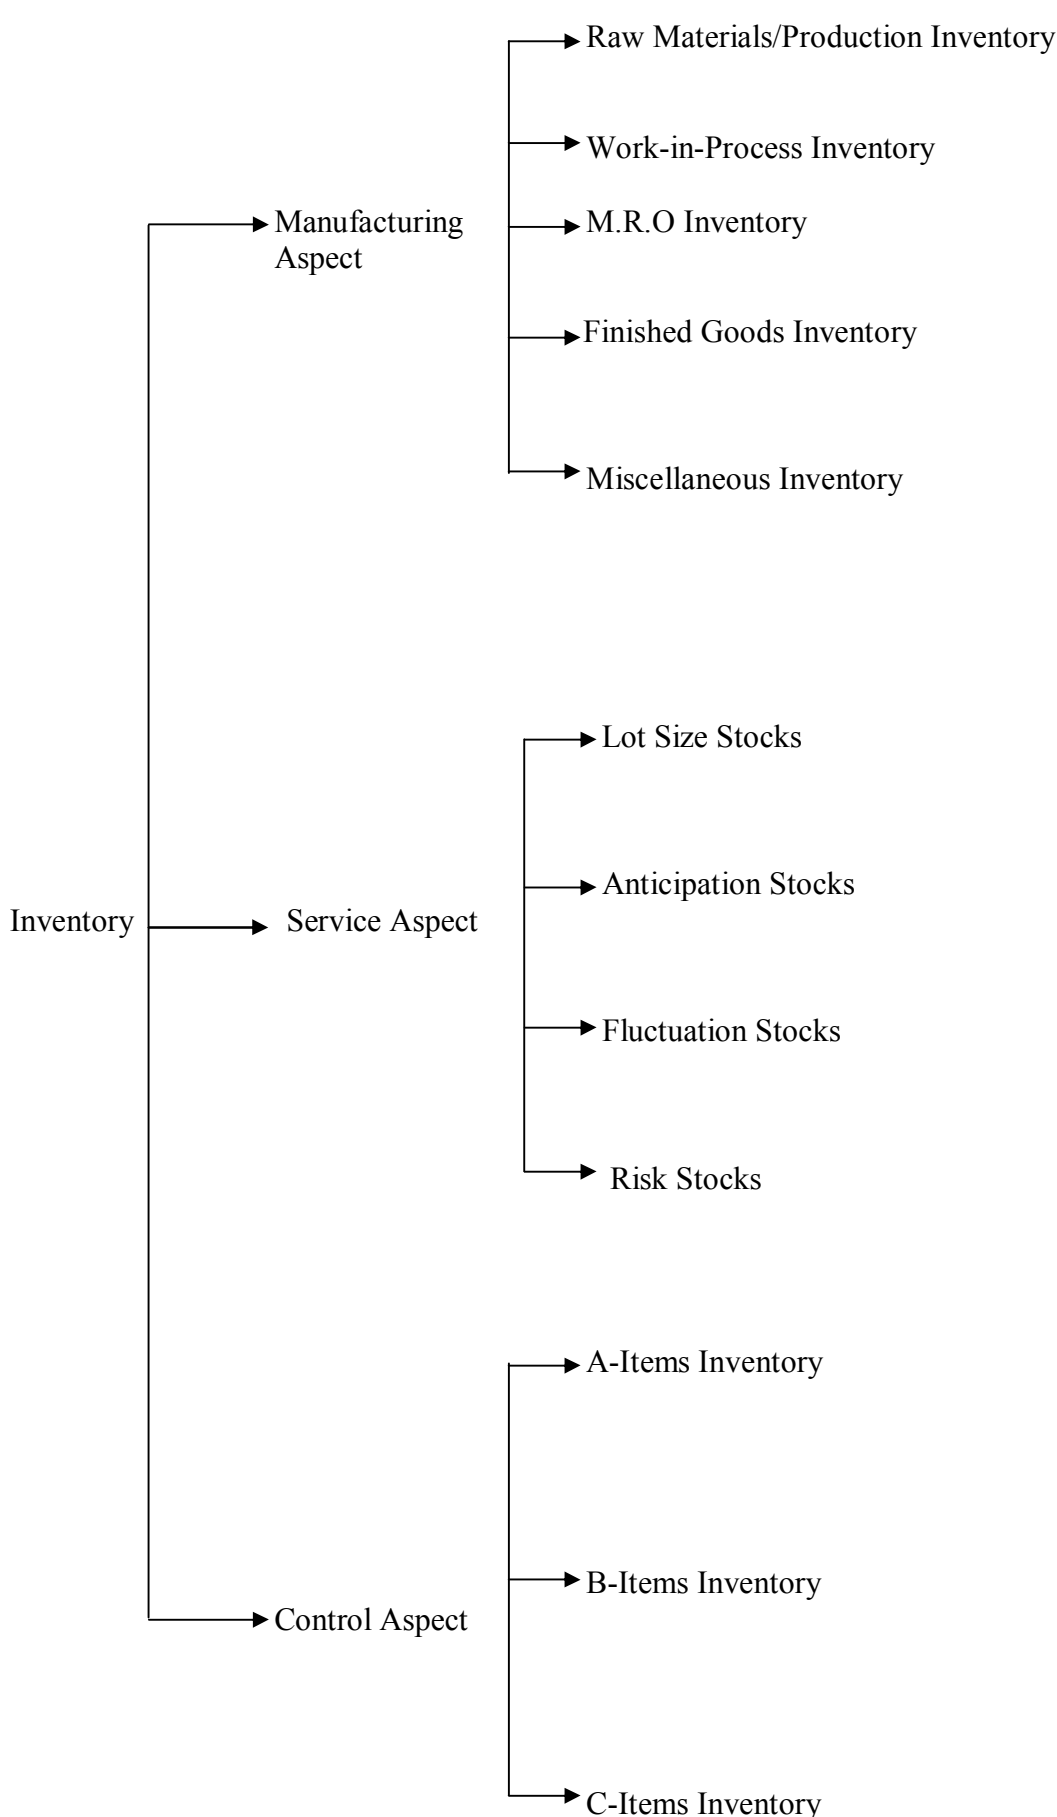 Raw Materials/Production Inventory
Work-in-Process Inventory
Manufacturing
Aspect
M.R.O Inventory
Finished Goods Inventory
Miscellaneous Inventory
Lot Size Stocks
Anticipation Stocks
Inventory
Service Aspect
Fluctuation Stocks
Risk Stocks
A-Items Inventory
B-Items Inventory
Control Aspect
C-Items Inventory